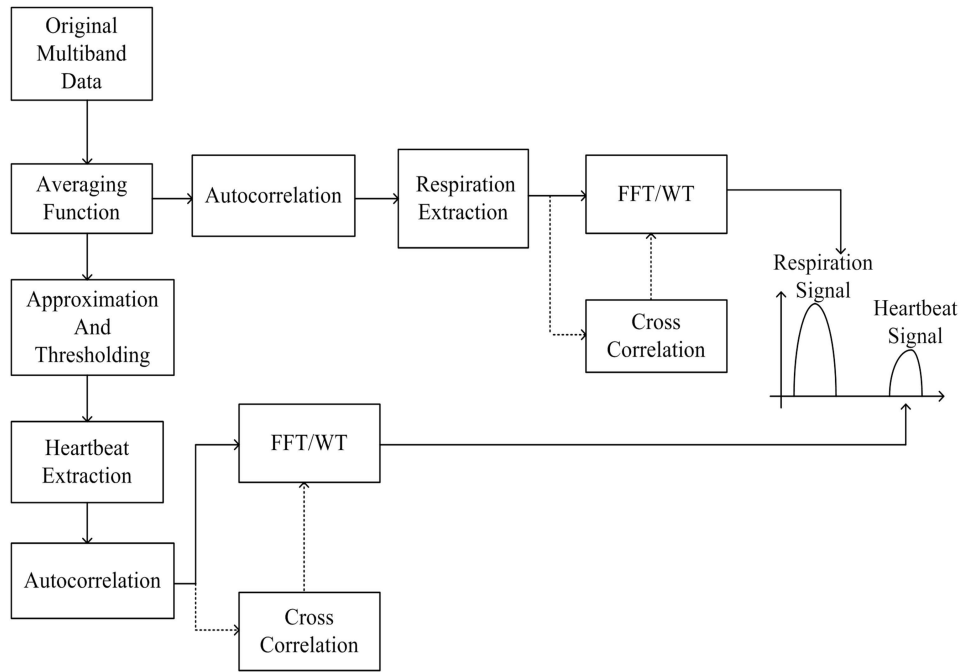 Original
Multiband
Data
Averaging
Function
Autocorrelation
Respiration
Extraction
FFT/WT
Approximation
And
Thresholding
Cross
Correlation
Respiration
Signal
Heartbeat
Signal
Heartbeat
Extraction
FFT/WT
Autocorrelation
Cross
Correlation